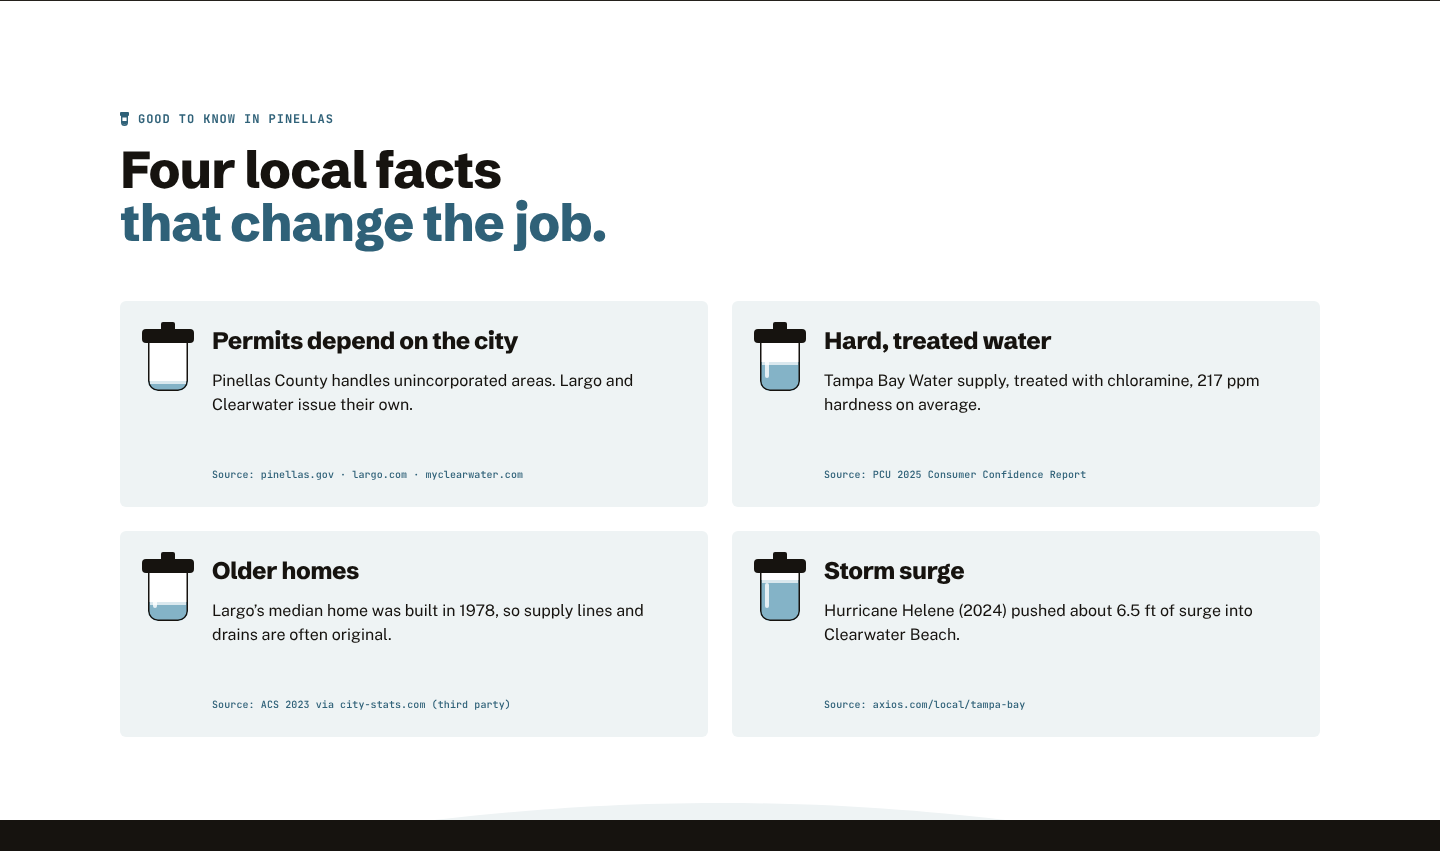 GOOD TO KNOW IN PINELLAS
Four local facts
that change the job.
Permits depend on the city
Pinellas County handles unincorporated areas. Largo and
Clearwater issue their own.
Source: pinellas.gov · largo.com · myclearwater.com
Hard, treated water
Tampa Bay Water supply, treated with chloramine, 217 ppm
hardness on average.
Source: PCU 2025 Consumer Confidence Report
Older homes
Largo’s median home was built in 1978, so supply lines and
drains are often original.
Source: ACS 2023 via city-stats.com (third party)
Storm surge
Hurricane Helene (2024) pushed about 6.5 ft of surge into
Clearwater Beach.
Source: axios.com/local/tampa-bay